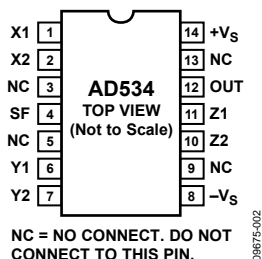 X1 1 14 +VS
X2 2 13 NC
NC 3 AD534 12 OUT
SF 4 TOP VIEW 11 Z1
(Not to Scale)
NC 5 10 Z2
Y1 6 9 NC
Y2 7 8 –VS
NC = NO CONNECT. DO NOT
CONNECT TO THIS PIN.
09675-002